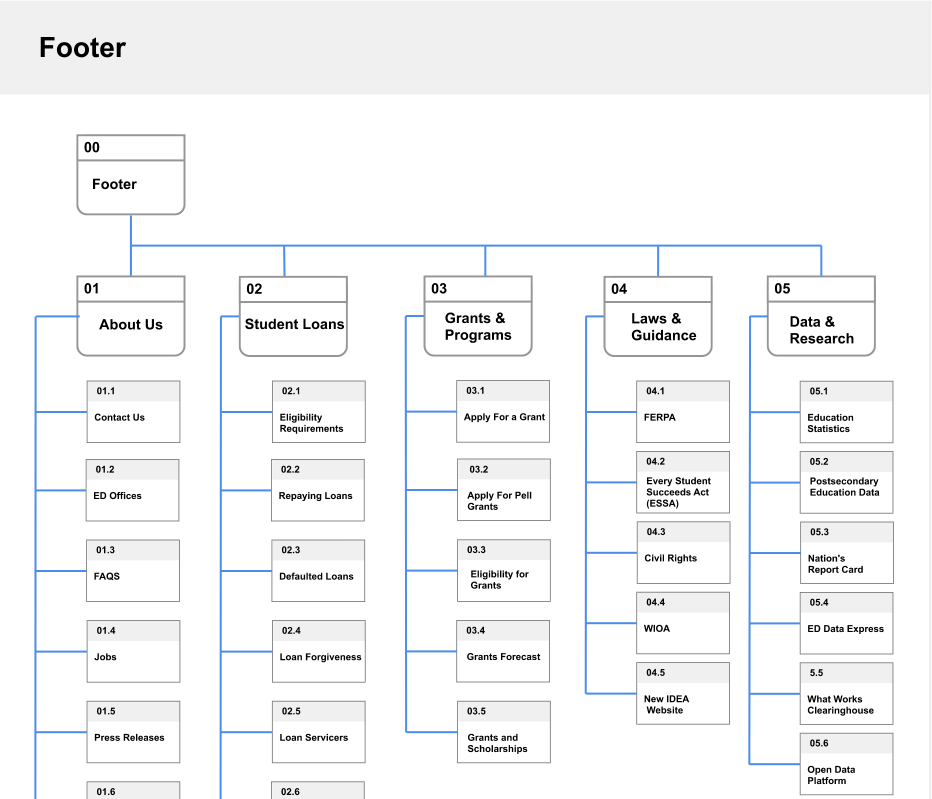 Footer
00
Footer
01
About Us
01.1
Contact Us
01.2
ED Offices
01.3
FAQS
01.4
Jobs
01.5
Press Releases
01.6
02
Student Loans
02.1
Eligibility
Requirements
02.2
Repaying Loans
02.3
Defaulted Loans
02.4
Loan Forgiveness
02.5
Loan Servicers
02.6
03
Grants &
Programs
03.1
Apply For a Grant
03.2
Apply For Pell
Grants
03.3
Eligibility for
Grants
03.4
Grants Forecast
03.5
Grants and
Scholarships
04
Laws &
Guidance
04.1
FERPA
04.2
Every Student
Succeeds Act
(ESSA)
04.3
Civil Rights
04.4
WIOA
04.5
New IDEA
Website
05
Data &
Research
05.1
Education
Statistics
05.2
Postsecondary
Education Data
05.3
Nation's
Report Card
05.4
ED Data Express
5.5
What Works
Clearinghouse
05.6
Open Data
Platform